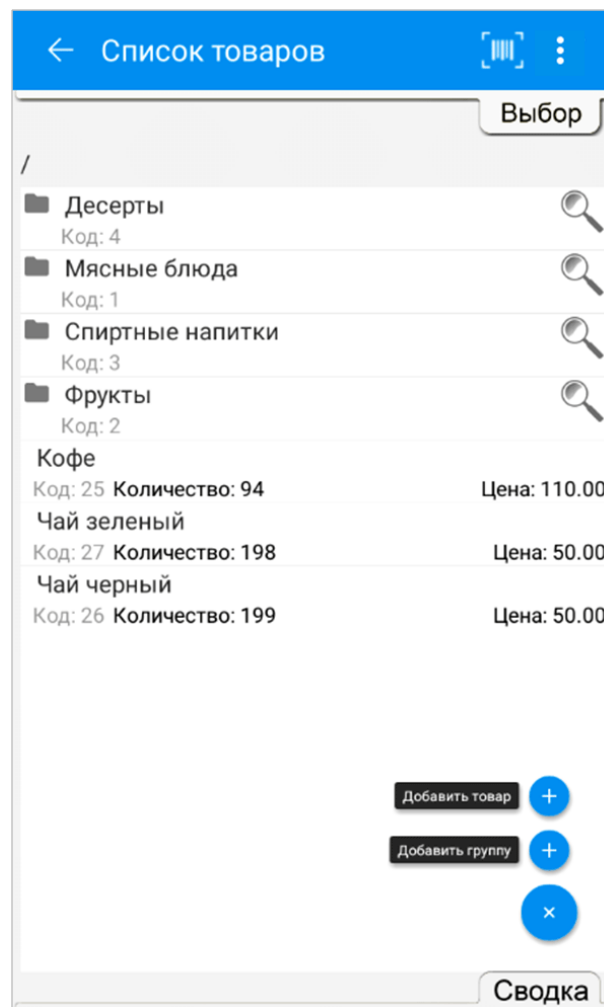 Список товаров
Выбор
/
Десерты
Код: 4
Мясные блюда
Код: 1
Спиртные напитки
Код: 3
Фрукты
Код: 2
Кофе
Код: 25 Количество: 94 Цена: 110.00
Чай зеленый
Код: 27 Количество: 198 Цена: 50.00
Чай черный
Код: 26 Количество: 199 Цена: 50.00
Добавить товар
Добавить группу
Сводка